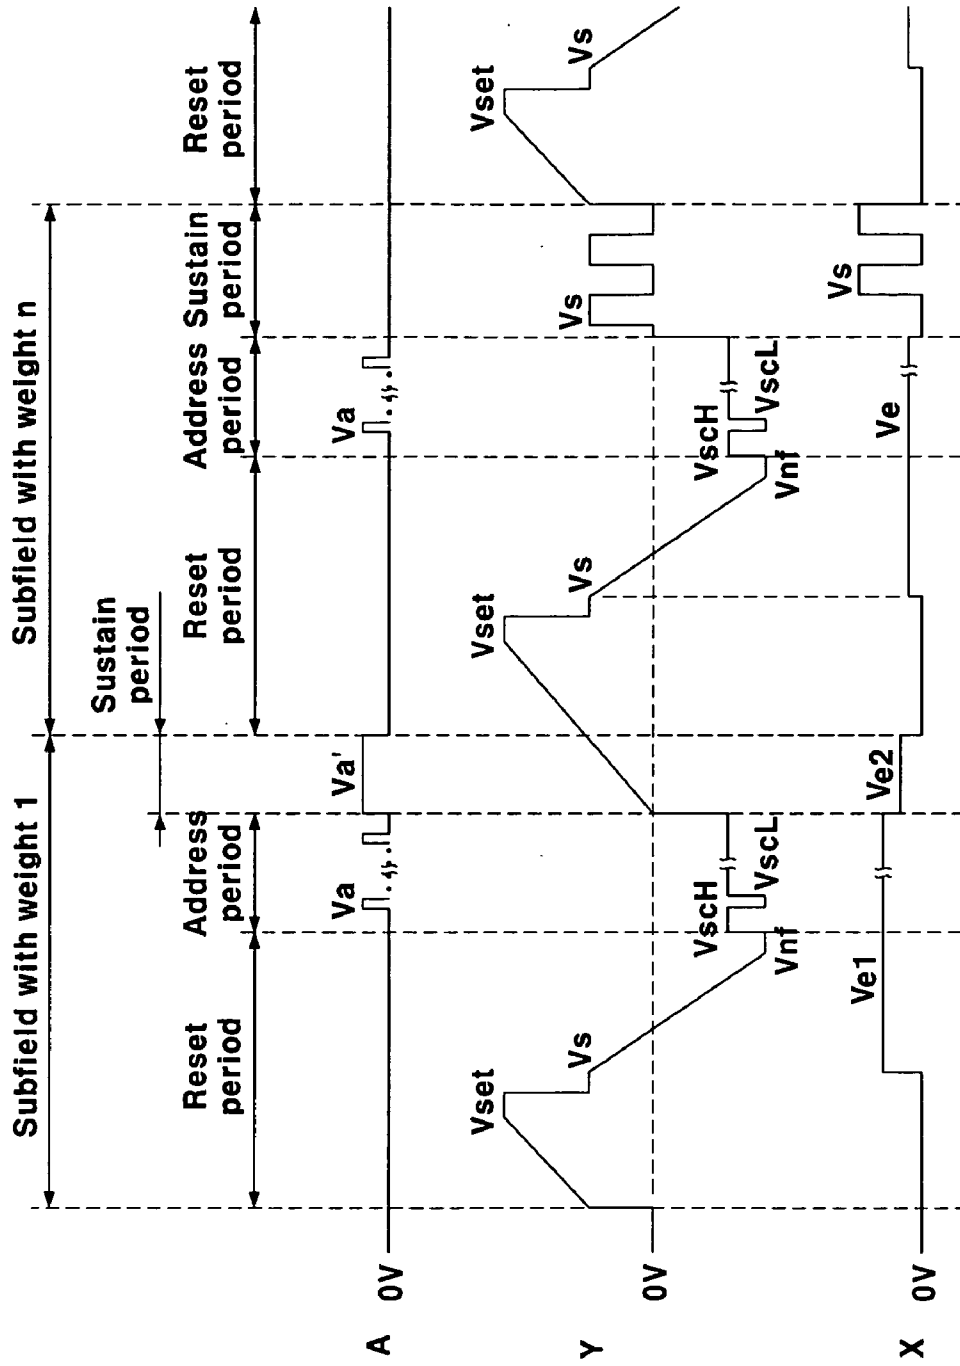 Subfield with weight 1
Subfield with weight n
Sustain
period
Reset
period
Address
period
Reset
period
Address
period
Sustain
period
Reset
period
A
0V
Va
Va'
Va
Y
0V
Vset
Vs
Vnf
VscH
VscL
Vset
Vs
Vnf
VscH
VscL
Vs
Vset
Vs
X
0V
Ve1
Ve2
Ve
Vs